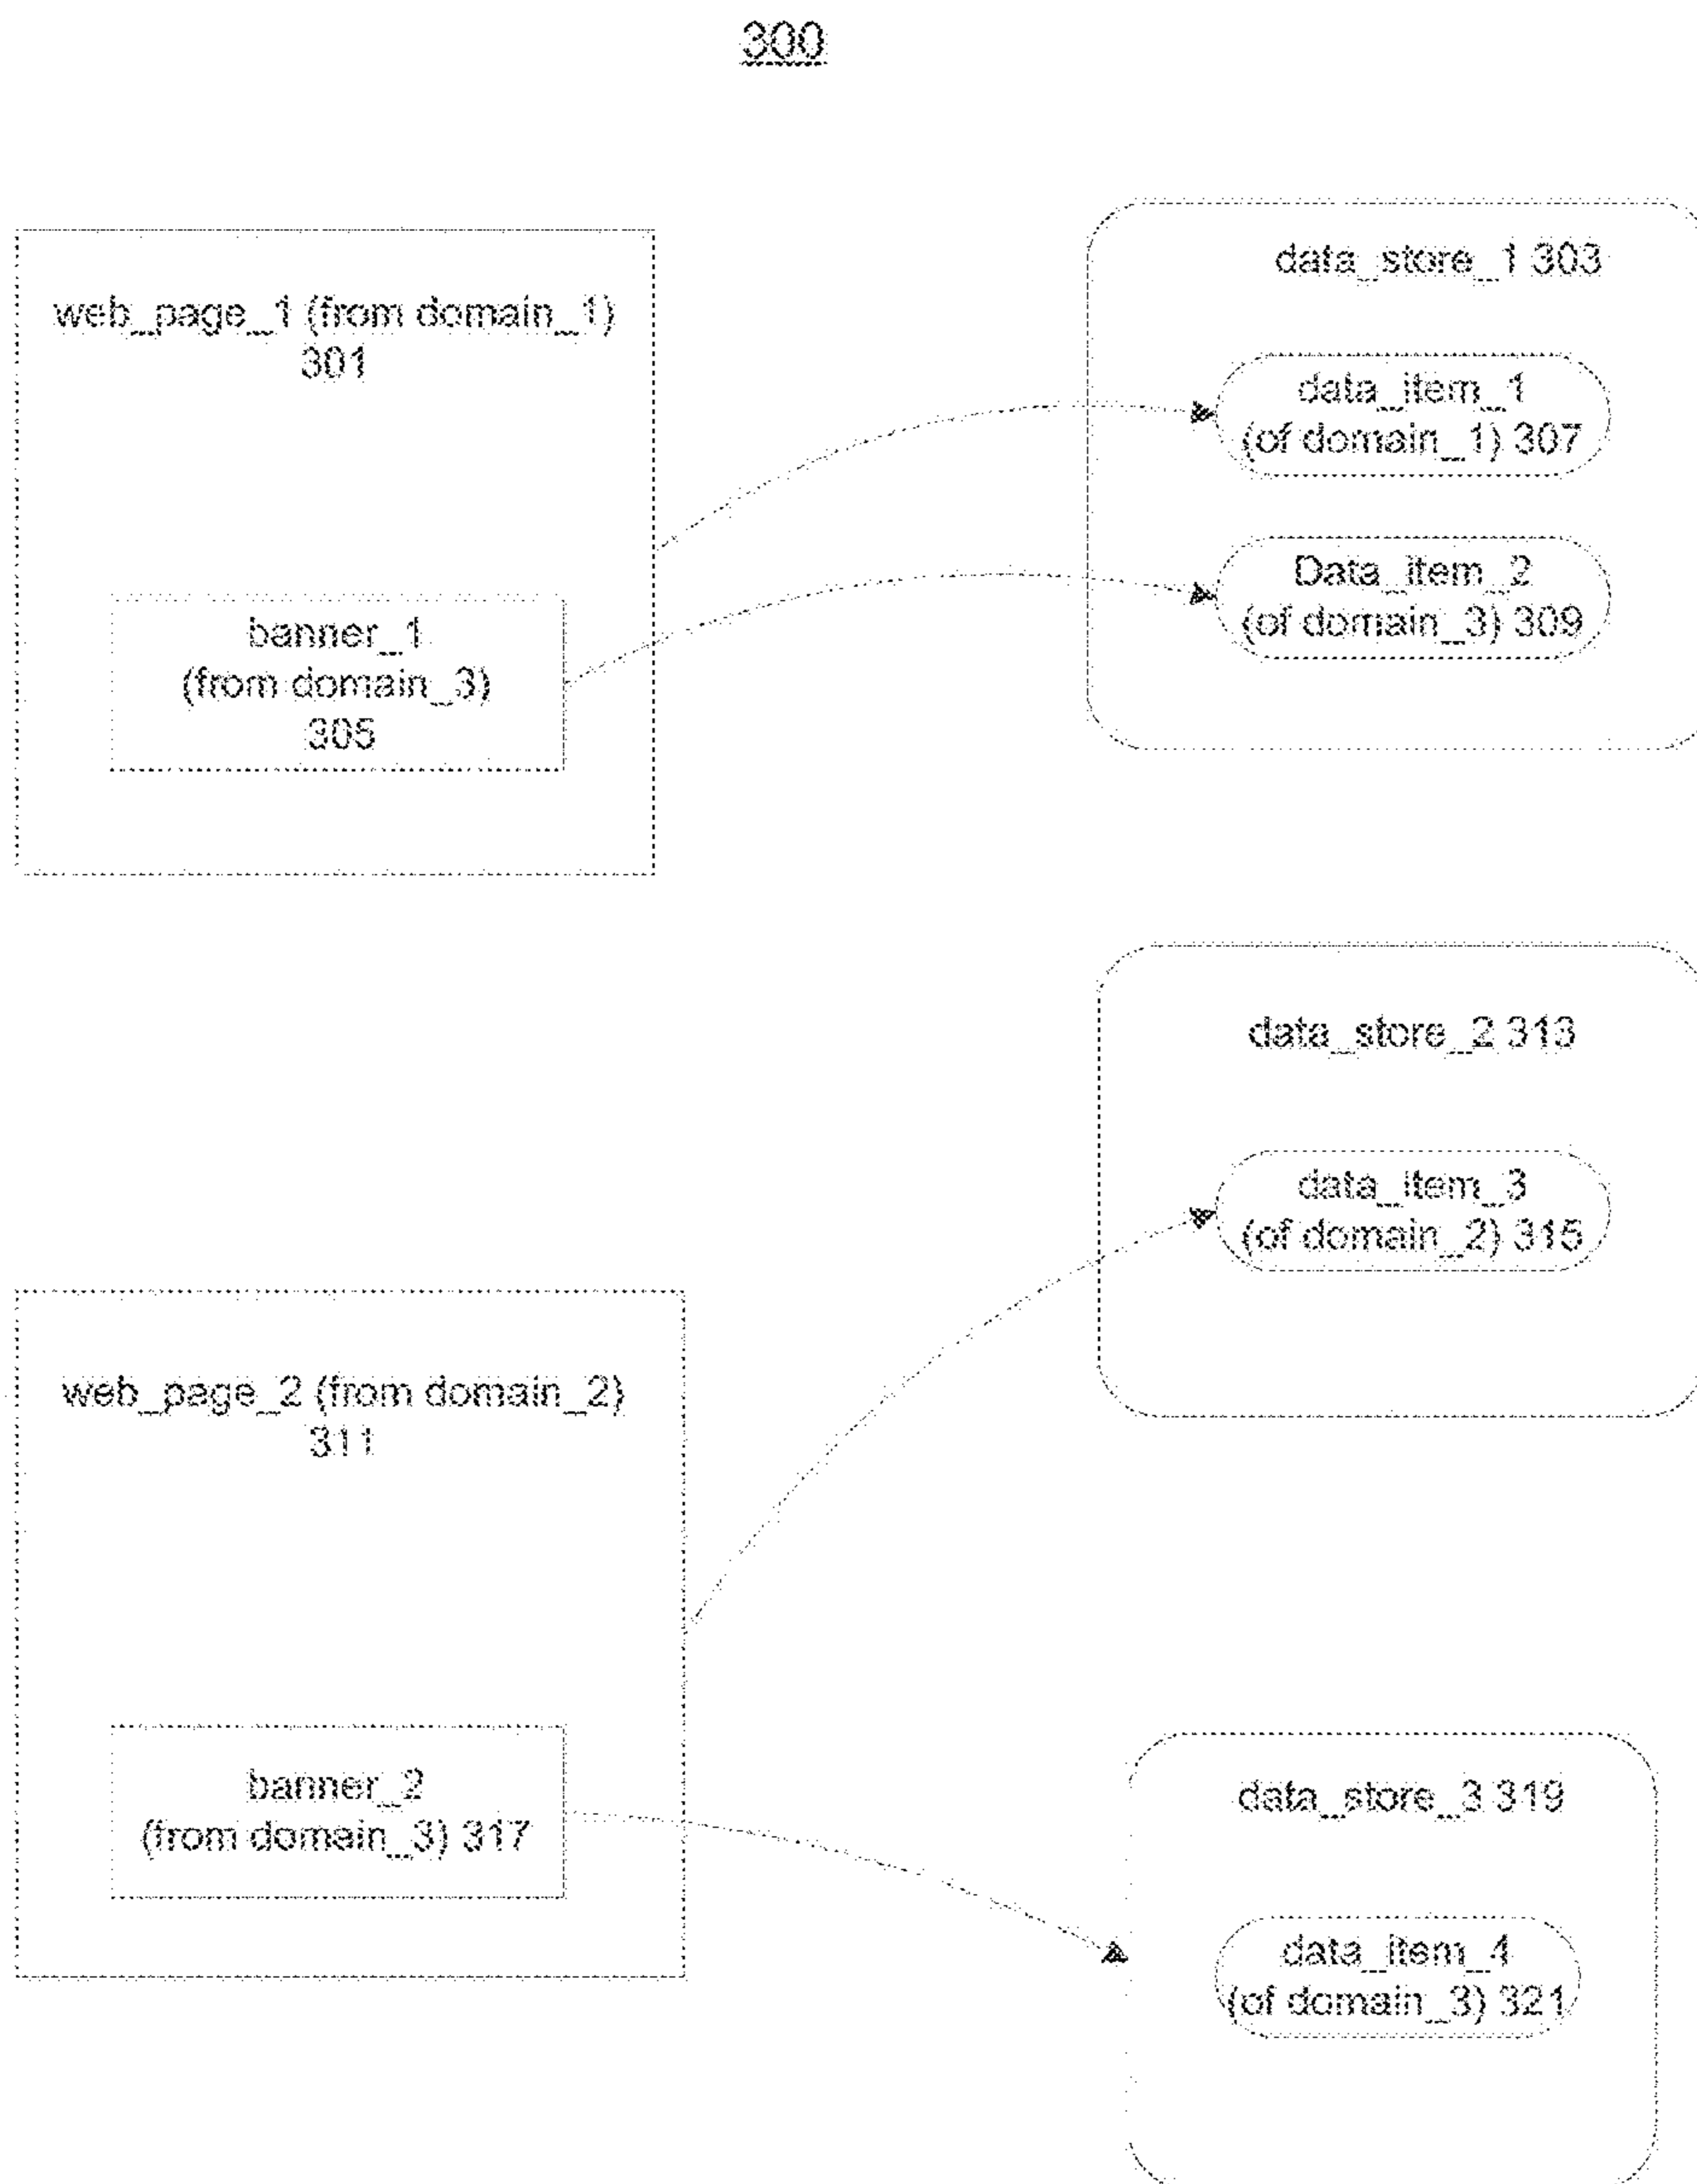 300
web_page_1 (from domain_1)
301
banner_1
(from domain_3)
305
data_store_1 303
data_item_1
(of domain_1) 307
Data_item_2
(of domain_3) 309
data_store_2 313
data_item_3
(of domain_2) 315
web_page_2 (from domain_2)
311
banner_2
(from domain_3) 317
data_store_3 319
data_item_4
(of domain_3) 321